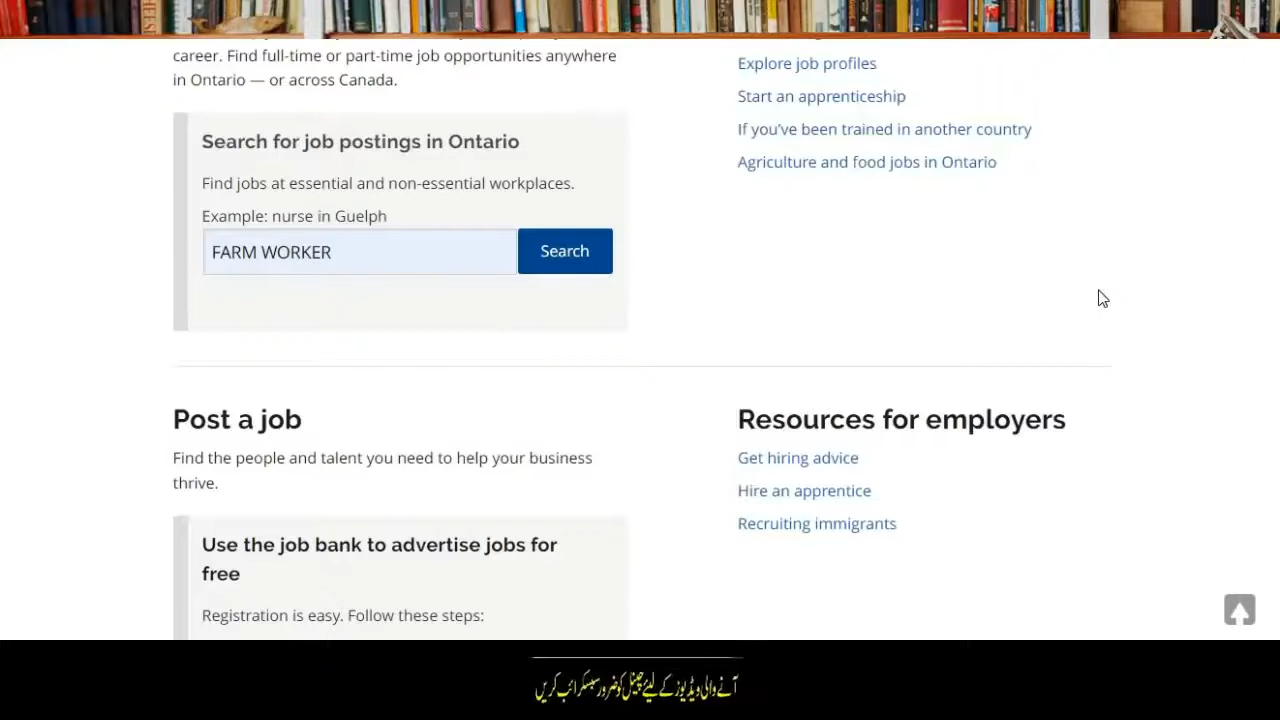 career. Find full-time or part-time job opportunities anywhere
in Ontario — or across Canada.
Search for job postings in Ontario
Find jobs at essential and non-essential workplaces.
Example: nurse in Guelph
FARM WORKER
Search
Explore job profiles
Start an apprenticeship
If you’ve been trained in another country
Agriculture and food jobs in Ontario
Post a job
Find the people and talent you need to help your business
thrive.
Use the job bank to advertise jobs for
free
Registration is easy. Follow these steps:
Resources for employers
Get hiring advice
Hire an apprentice
Recruiting immigrants
آنے والی ویڈیوز کے لیئے چینل کو ضرور سبسکرائب کریں